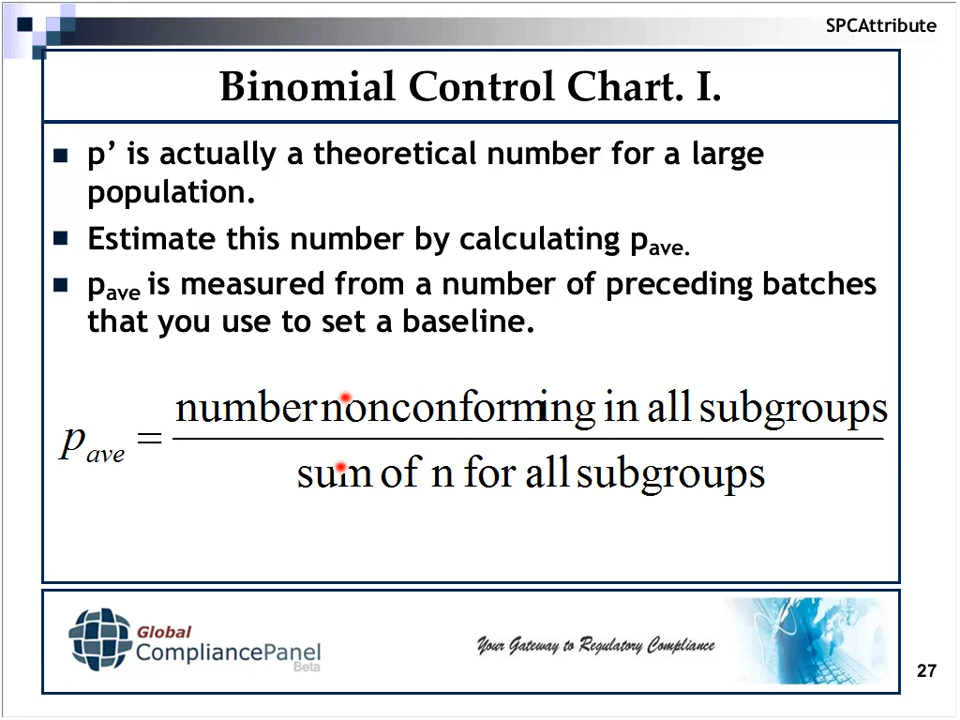 SPCAttribute
Binomial Control Chart. I.
p’ is actually a theoretical number for a large
population.
Estimate this number by calculating pave.
pave is measured from a number of preceding batches
that you use to set a baseline.
number nonconforming in all subgroups
pave =
sum of n for all subgroups
Global
CompliancePanel
Beta
Your Gateway to Regulatory Compliance
27